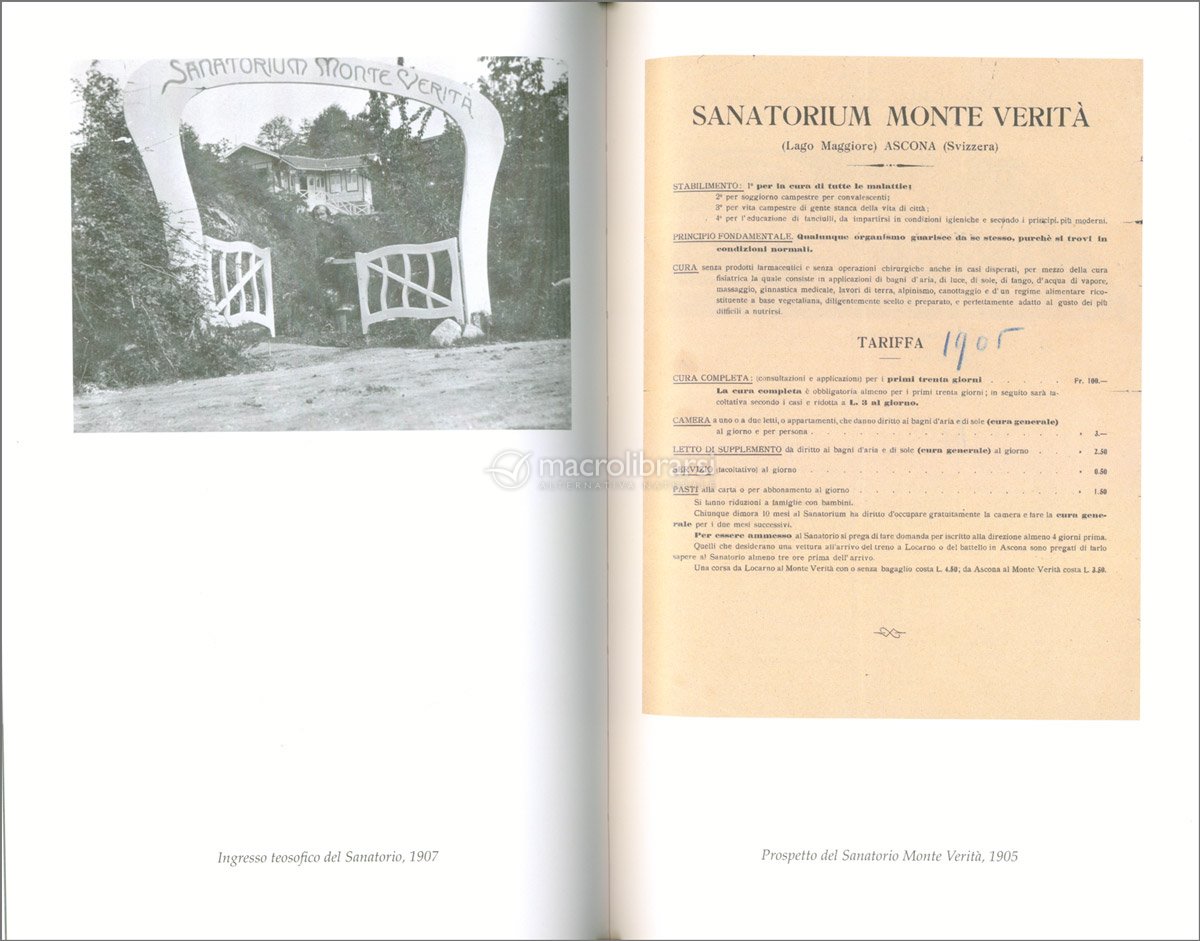 SANATORIUM MONTE VERITÀ
Ingresso teosofico del Sanatorio, 1907
SANATORIUM MONTE VERITÀ
(Lago Maggiore) ASCONA (Svizzera)
STABILIMENTO: 1º per la cura di tutte le malattie;
2º per soggiorno campestre per convalescenti;
3º per vita campestre di gente stanca della vita di città;
4º per l'educazione di fanciulli, da impartirsi in condizioni igieniche e secondo i principi più moderni.
PRINCIPIO FONDAMENTALE. Qualunque organismo guarisce da se stesso, purchè si trovi in
condizioni normali.
CURA senza prodotti farmaceutici e senza operazioni chirurgiche anche in casi disperati, per mezzo della cura
fisiatrica la quale consiste in applicazioni di bagni d'aria, di luce, di sole, di fango, d'acqua di vapore,
massaggio, ginnastica medicale, lavori di terra, alpinismo, canottaggio e d'un regime alimentare rico-
stituente a base vegetaliana, diligentemente scelto e preparato, e perfettamente adatto al gusto dei più
difficili a nutrirsi.
TARIFFA 1905
CURA COMPLETA: (consultazioni e applicazioni) per i primi trenta giorni . . . . . Fr. 100.—
La cura completa è obbligatoria almeno per i primi trenta giorni; in seguito sarà fa-
coltativa secondo i casi e ridotta a L. 3 al giorno.
CAMERA a uno o a due letti, o appartamenti, che danno diritto ai bagni d'aria e di sole (cura generale)
al giorno e per persona . . . . . » 3.—
LETTO DI SUPPLEMENTO da diritto ai bagni d'aria e di sole (cura generale) al giorno . . » 2.50
SERVIZIO (facoltativo) al giorno . . . . . » 0.50
PASTI alla carta o per abbonamento al giorno . . . . . » 1.50
Si fanno riduzioni a famiglie con bambini.
Chiunque dimora 10 mesi al Sanatorium ha diritto d'occupare gratuitamente la camera e fare la cura gene-
rale per i due mesi successivi.
Per essere ammesso al Sanatorio si prega di fare domanda per iscritto alla direzione almeno 4 giorni prima.
Quelli che desiderano una vettura all'arrivo del treno a Locarno o del battello in Ascona sono pregati di farlo
sapere al Sanatorio almeno tre ore prima dell'arrivo.
Una corsa da Locarno al Monte Verità con o senza bagaglio costa L. 4.50; da Ascona al Monte Verità costa L. 3.50.
Prospetto del Sanatorio Monte Verità, 1905
macrolibrarsi